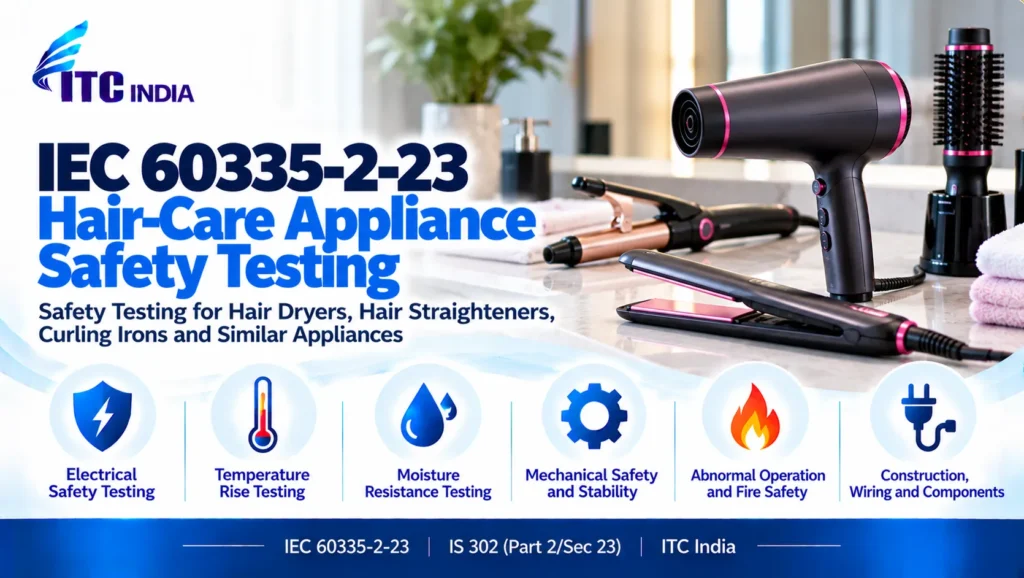 ITC INDIA
IEC 60335-2-23
Hair-Care Appliance
Safety Testing
Safety Testing for Hair Dryers, Hair Straighteners,
Curling Irons and Similar Appliances
Electrical
Safety Testing
Temperature
Rise Testing
Moisture
Resistance Testing
Mechanical Safety
and Stability
Abnormal Operation
and Fire Safety
Construction,
Wiring and Components
IEC 60335-2-23 | IS 302 (Part 2/Sec 23) | ITC India